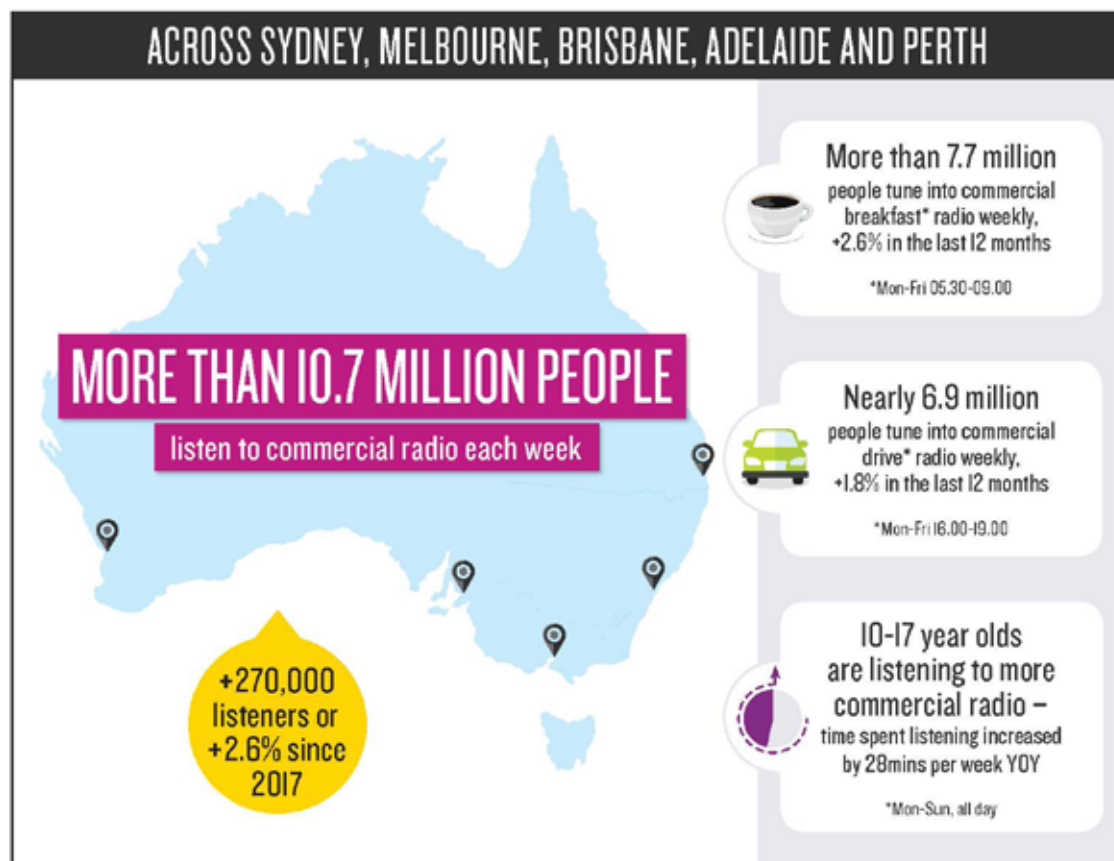 ACROSS SYDNEY, MELBOURNE, BRISBANE, ADELAIDE AND PERTH
MORE THAN 10.7 MILLION PEOPLE
listen to commercial radio each week
+270,000
listeners or
+2.6% since
2017
More than 7.7 million
people tune into commercial
breakfast* radio weekly,
+2.6% in the last 12 months
*Mon-Fri 05.30-09.00
Nearly 6.9 million
people tune into commercial
drive* radio weekly,
+1.8% in the last 12 months
*Mon-Fri 16.00-19.00
10-17 year olds
are listening to more
commercial radio –
time spent listening increased
by 28mins per week YOY
*Mon-Sun, all day